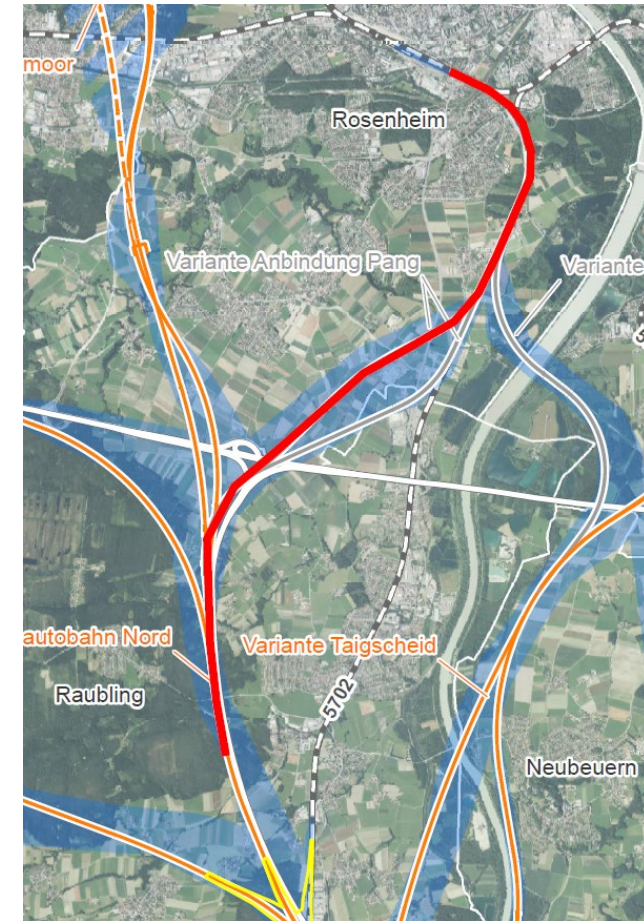 moor
Rosenheim
Variante Anbindung Pang
Variante
autobahn Nord
Variante Taigscheid
Raubling
5702
Neubeuern